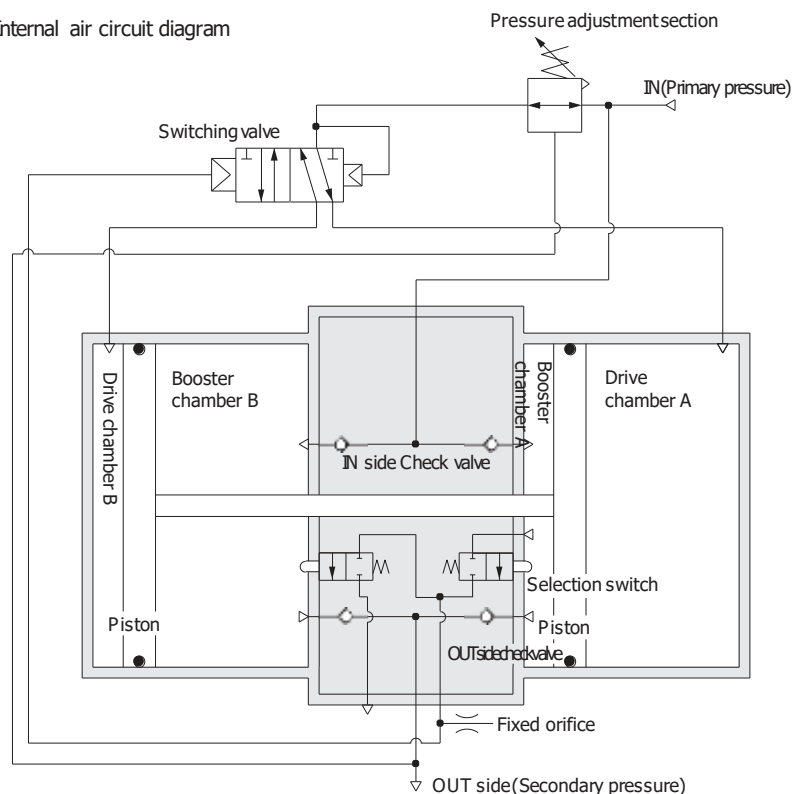 Internal air circuit diagram
Pressure adjustment section
IN(Primary pressure)
Switching valve
Drive chamber B
Booster
chamber B
Booster
chamber A
Drive
chamber A
IN side Check valve
Selection switch
Piston
Piston
OUTsidecheckvalve
Fixed orifice
OUT side(Secondary pressure)